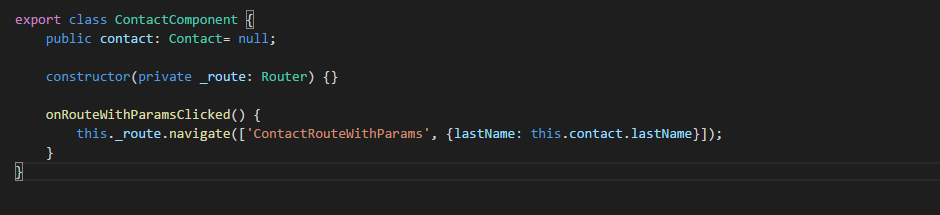 export class ContactComponent {
    public contact: Contact= null;
    constructor(private _route: Router) {}
    onRouteWithParamsClicked() {
        this._route.navigate(['ContactRouteWithParams', {lastName: this.contact.lastName}]);
    }
}